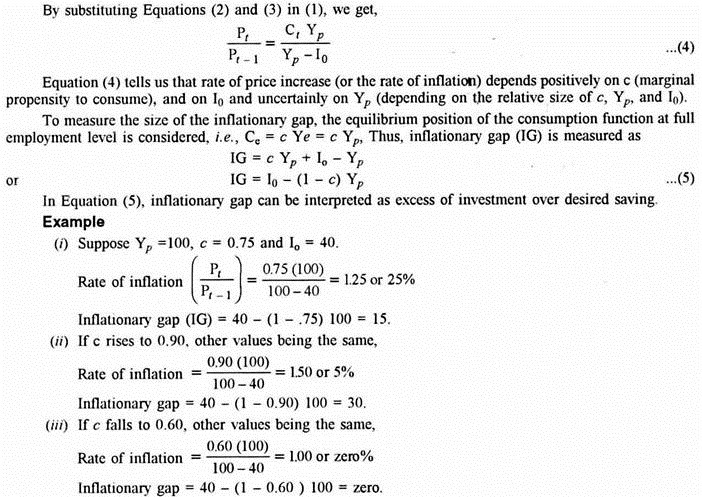 By substituting Equations (2) and (3) in (1), we get,
P_t / P_{t-1} = C_t Y_p / (Y_p – I_0) ...(4)
Equation (4) tells us that rate of price increase (or the rate of inflation) depends positively on c (marginal
propensity to consume), and on I_0 and uncertainly on Y_p (depending on the relative size of c, Y_p, and I_0).
To measure the size of the inflationary gap, the equilibrium position of the consumption function at full
employment level is considered, i.e., C_e = c Ye = c Y_p, Thus, inflationary gap (IG) is measured as
IG = c Y_p + I_o – Y_p
or IG = I_0 – (1 – c) Y_p ...(5)
In Equation (5), inflationary gap can be interpreted as excess of investment over desired saving.
Example
(i) Suppose Y_p =100, c = 0.75 and I_o = 40.
Rate of inflation (P_t / P_{t-1}) = 0.75 (100) / (100 – 40) = 1.25 or 25%
Inflationary gap (IG) = 40 – (1 – .75) 100 = 15.
(ii) If c rises to 0.90, other values being the same,
Rate of inflation = 0.90 (100) / (100 – 40) = 1.50 or 5%
Inflationary gap = 40 – (1 – 0.90) 100 = 30.
(iii) If c falls to 0.60, other values being the same,
Rate of inflation = 0.60 (100) / (100 – 40) = 1.00 or zero%
Inflationary gap = 40 – (1 – 0.60 ) 100 = zero.